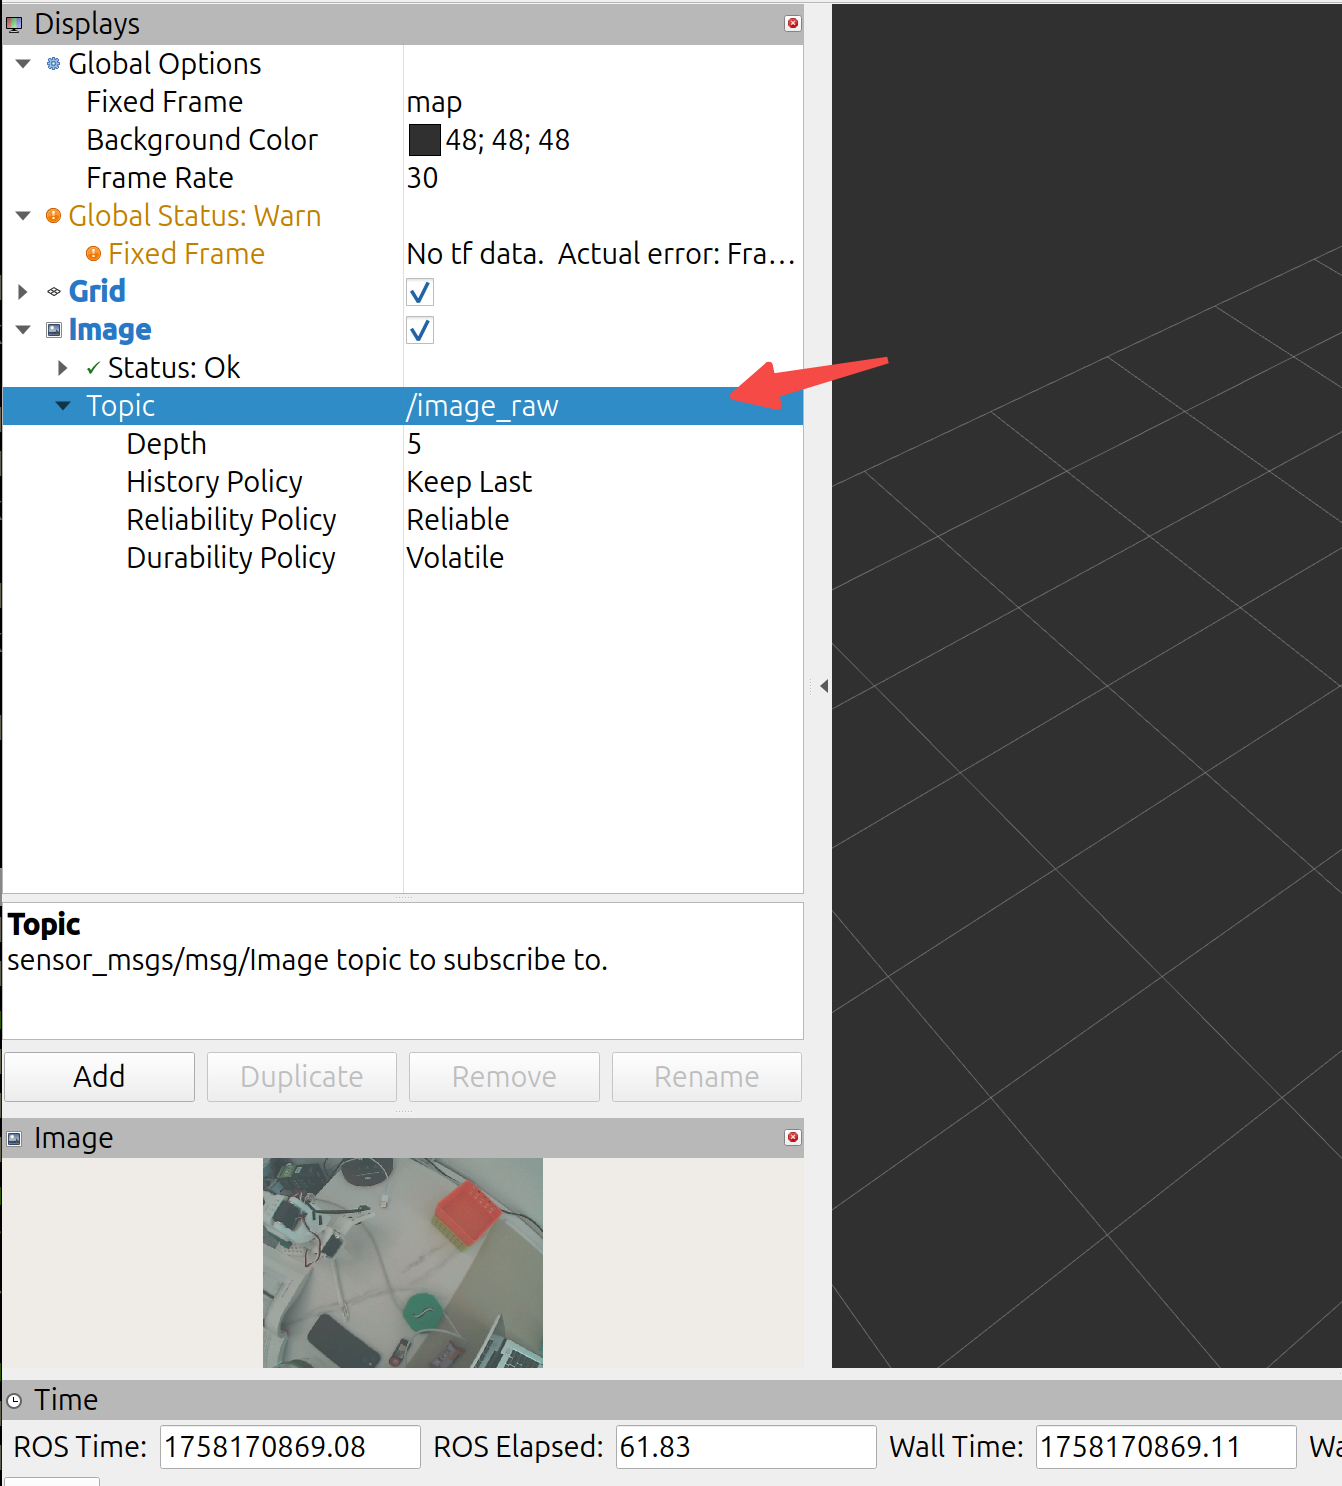 Displays
Global Options
Fixed Frame map
Background Color 48; 48; 48
Frame Rate 30
Global Status: Warn
Fixed Frame No tf data. Actual error: Fra...
Grid
Image
Status: Ok
Topic /image_raw
Depth 5
History Policy Keep Last
Reliability Policy Reliable
Durability Policy Volatile
Topic
sensor_msgs/msg/Image topic to subscribe to.
Add Duplicate Remove Rename
Image
Time
ROS Time: 1758170869.08 ROS Elapsed: 61.83 Wall Time: 1758170869.11 Wa